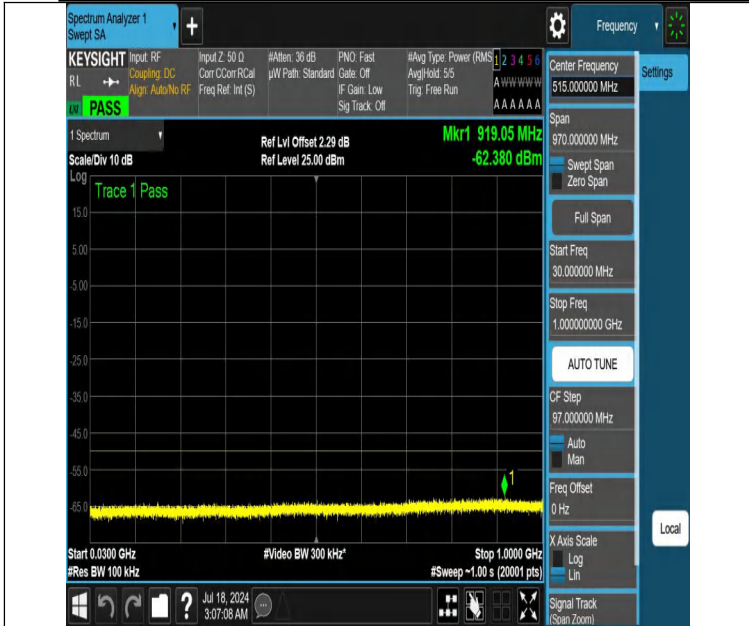 Spectrum Analyzer 1
Swept SA
Frequency
KEYSIGHT
RL
LXI
PASS
Input: RF
Coupling: DC
Align: Auto/No RF
Input Z: 50 Ω
Corr CCorr RCal
Freq Ref: Int (S)
#Atten: 36 dB
µW Path: Standard
PNO: Fast
Gate: Off
IF Gain: Low
Sig Track: Off
#Avg Type: Power (RMS
Avg|Hold: 5/5
Trig: Free Run
1 2 3 4 5 6
A W W W W W
A A A A A A
1 Spectrum
Scale/Div 10 dB
Ref Lvl Offset 2.29 dB
Ref Level 25.00 dBm
Mkr1 919.05 MHz
-62.380 dBm
Log
Trace 1 Pass
15.0
5.00
-5.00
-15.0
-25.0
-35.0
-45.0
-55.0
-65.0
1
Start 0.0300 GHz
#Res BW 100 kHz
#Video BW 300 kHz*
Stop 1.0000 GHz
#Sweep ~1.00 s (20001 pts)
?
Jul 18, 2024
3:07:08 AM
Center Frequency
515.000000 MHz
Settings
Span
970.000000 MHz
Swept Span
Zero Span
Full Span
Start Freq
30.000000 MHz
Stop Freq
1.000000000 GHz
AUTO TUNE
CF Step
97.000000 MHz
Auto
Man
Freq Offset
0 Hz
X Axis Scale
Log
Lin
Local
Signal Track
(Span Zoom)